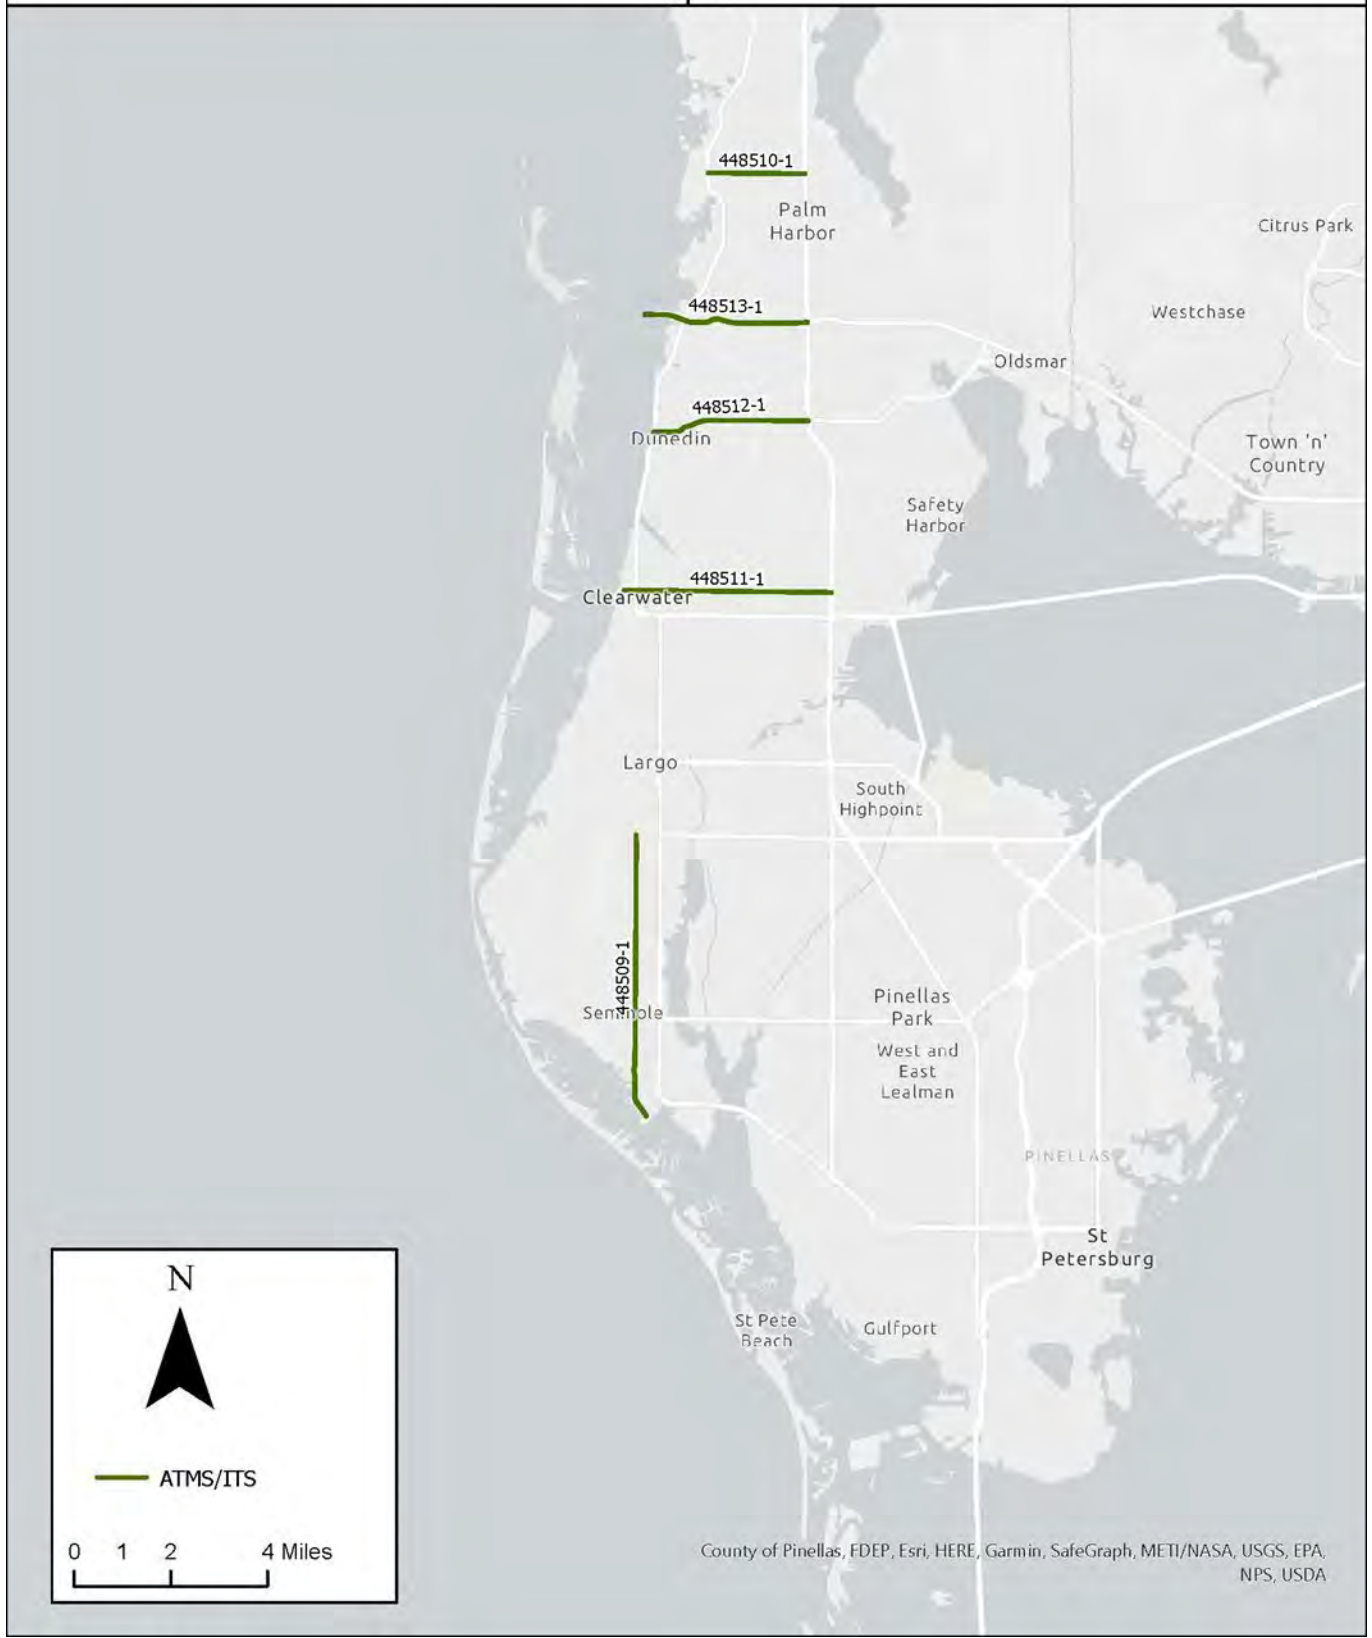 448510-1
Palm
Harbor
Citrus Park
448513-1
Westchase
Oldsmar
448512-1
Dunedin
Town 'n'
Country
Safety
Harbor
448511-1
Clearwater
Largo
South
Highpoint
448509-1
Seminole
Pinellas
Park
West and
East
Lealman
PINELLAS
St
Petersburg
St Pete
Beach
Gulfport
N
ATMS/ITS
0 1 2 4 Miles
County of Pinellas, FDEP, Esri, HERE, Garmin, SafeGraph, METI/NASA, USGS, EPA,
NPS, USDA